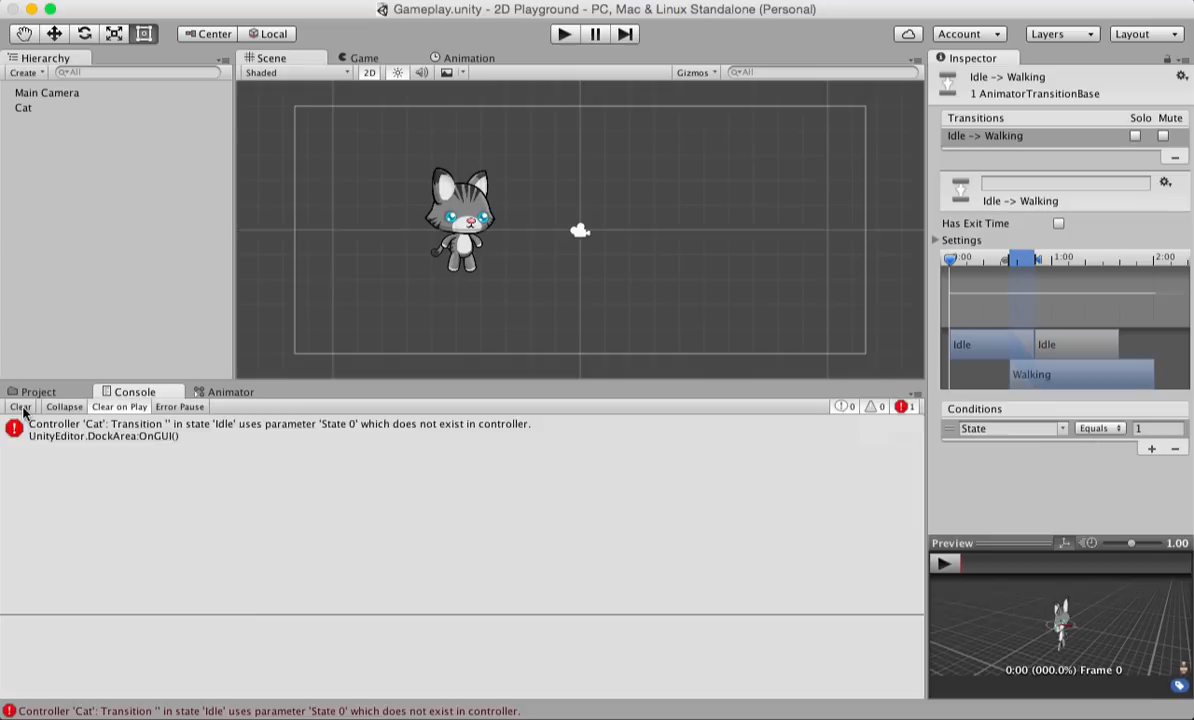 Gameplay.unity - 2D Playground - PC, Mac & Linux Standalone (Personal)
Center Local Account Layers Layout
Hierarchy Scene Game Animation Inspector
Create All Shaded 2D Gizmos All
Main Camera
Cat
Idle -> Walking
1 AnimatorTransitionBase
Transitions Solo Mute
Idle -> Walking
Idle -> Walking
Has Exit Time
Settings
0:00 1:00 2:00
Idle Idle
Walking
Project Console Animator
Clear Collapse Clear on Play Error Pause 0 0 1
Controller 'Cat': Transition '' in state 'Idle' uses parameter 'State 0' which does not exist in controller.
UnityEditor.DockArea:OnGUI()
Conditions
State Equals 1
Preview 1.00
0:00 (000.0%) Frame 0
Controller 'Cat': Transition '' in state 'Idle' uses parameter 'State 0' which does not exist in controller.